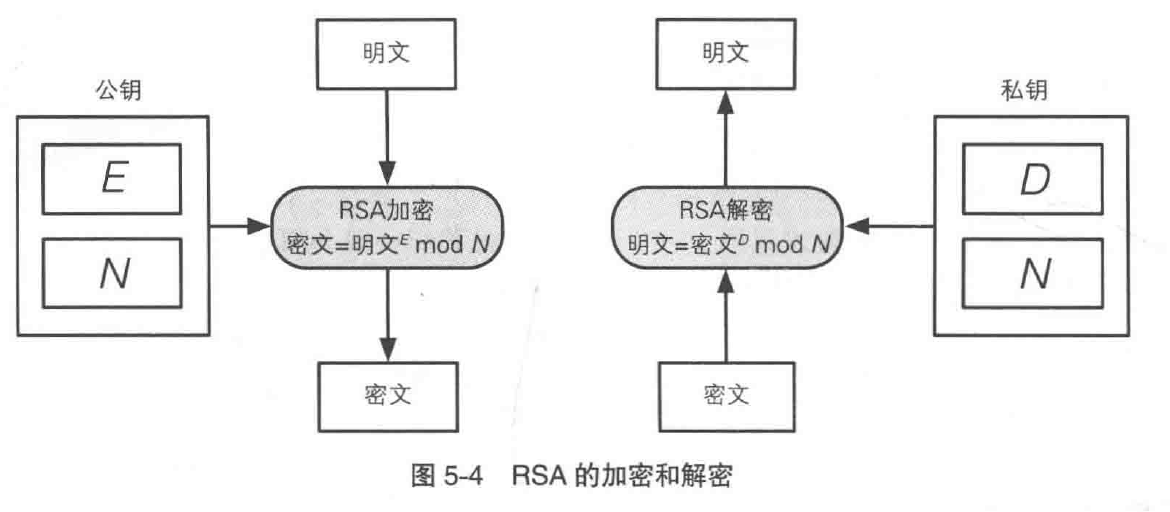 明文
明文
公钥
私钥
E
D
RSA加密
密文=明文^E mod N
RSA解密
明文=密文^D mod N
N
N
密文
密文
图 5-4 RSA 的加密和解密